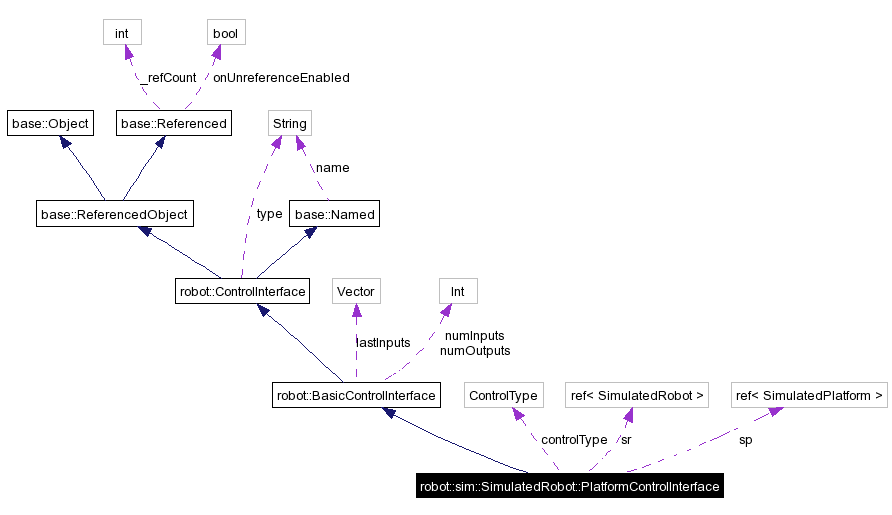 int
bool
_refCount
onUnreferenceEnabled
base::Object
base::Referenced
String
name
base::ReferencedObject
type
base::Named
robot::ControlInterface
Vector
Int
lastInputs
numInputs
numOutputs
robot::BasicControlInterface
ControlType
ref< SimulatedRobot >
ref< SimulatedPlatform >
controlType
sr
sp
robot::sim::SimulatedRobot::PlatformControlInterface